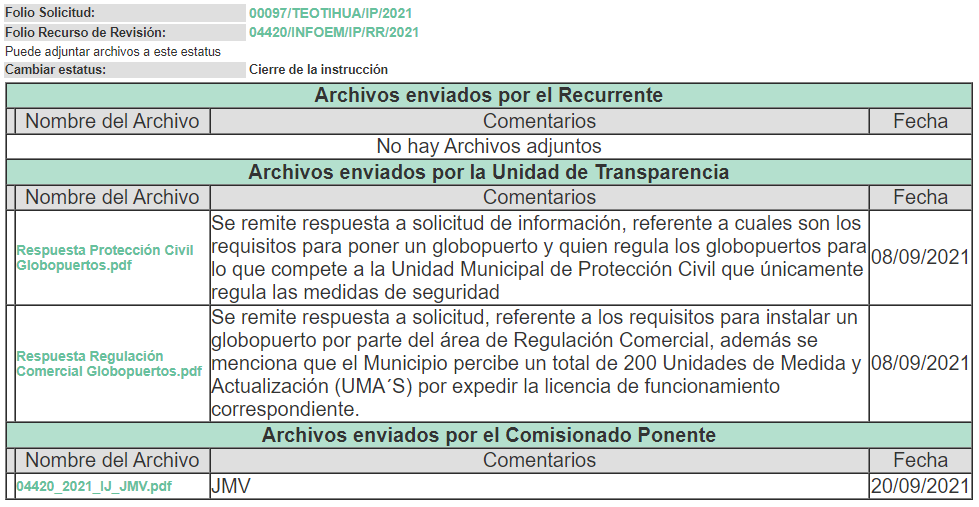 Folio Solicitud: 00097/TEOTIHUA/IP/2021
Folio Recurso de Revisión: 04420/INFOEM/IP/RR/2021
Puede adjuntar archivos a este estatus
Cambiar estatus: Cierre de la instrucción
Archivos enviados por el Recurrente
Nombre del Archivo Comentarios Fecha
No hay Archivos adjuntos
Archivos enviados por la Unidad de Transparencia
Nombre del Archivo Comentarios Fecha
Respuesta Protección Civil
Globopuertos.pdf
Se remite respuesta a solicitud de información, referente a cuales son los
requisitos para poner un globopuerto y quien regula los globopuertos para
lo que compete a la Unidad Municipal de Protección Civil que únicamente
regula las medidas de seguridad
08/09/2021
Respuesta Regulación
Comercial Globopuertos.pdf
Se remite respuesta a solicitud, referente a los requisitos para instalar un
globopuerto por parte del área de Regulación Comercial, además se
menciona que el Municipio percibe un total de 200 Unidades de Medida y
Actualización (UMA´S) por expedir la licencia de funcionamiento
correspondiente.
08/09/2021
Archivos enviados por el Comisionado Ponente
Nombre del Archivo Comentarios Fecha
04420_2021_IJ_JMV.pdf JMV 20/09/2021